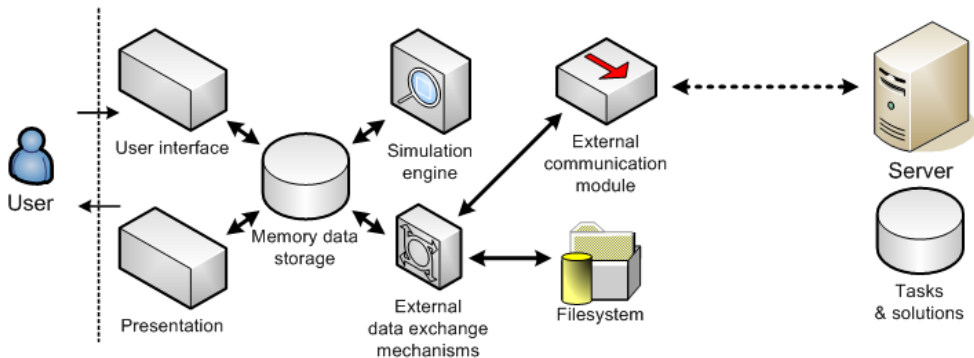 User interface
Simulation
engine
External
communication
module
Server
User
Memory data
storage
Presentation
External
data exchange
mechanisms
Filesystem
Tasks
& solutions